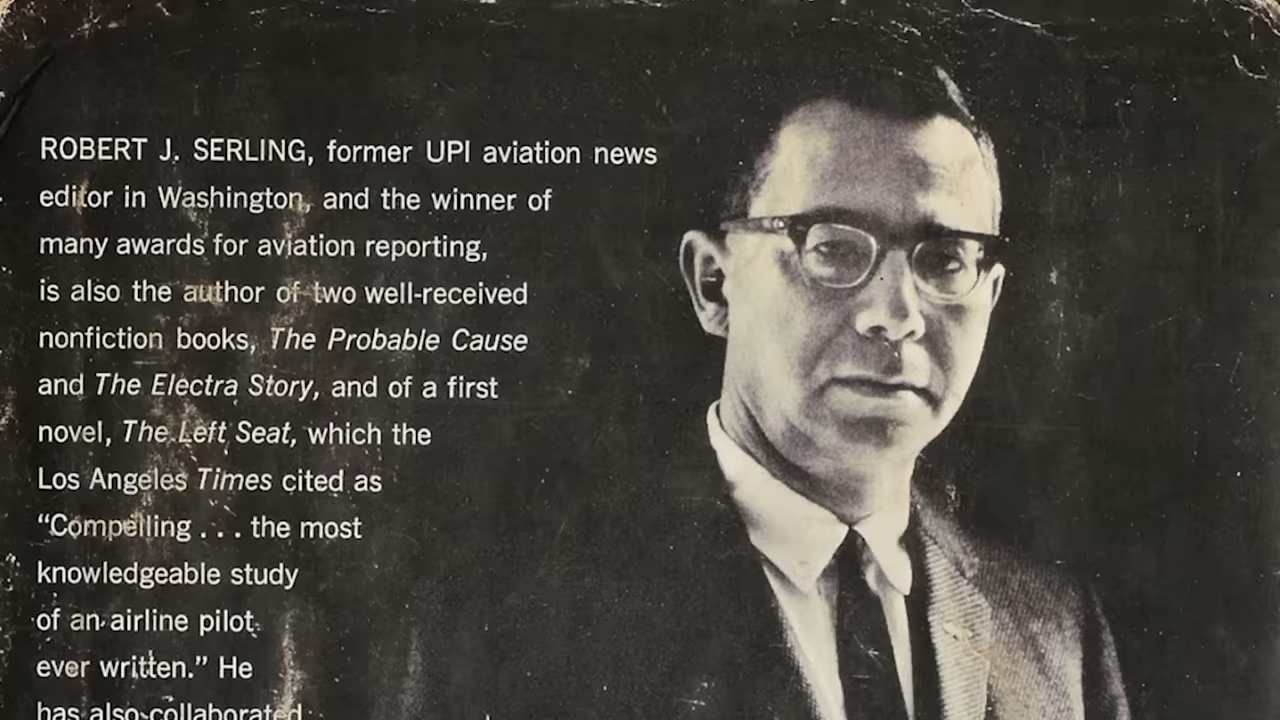 ROBERT J. SERLING, former UPI aviation news
editor in Washington, and the winner of
many awards for aviation reporting,
is also the author of two well-received
nonfiction books, The Probable Cause
and The Electra Story, and of a first
novel, The Left Seat, which the
Los Angeles Times cited as
“Compelling . . . the most
knowledgeable study
of an airline pilot
ever written.” He
has also collaborated